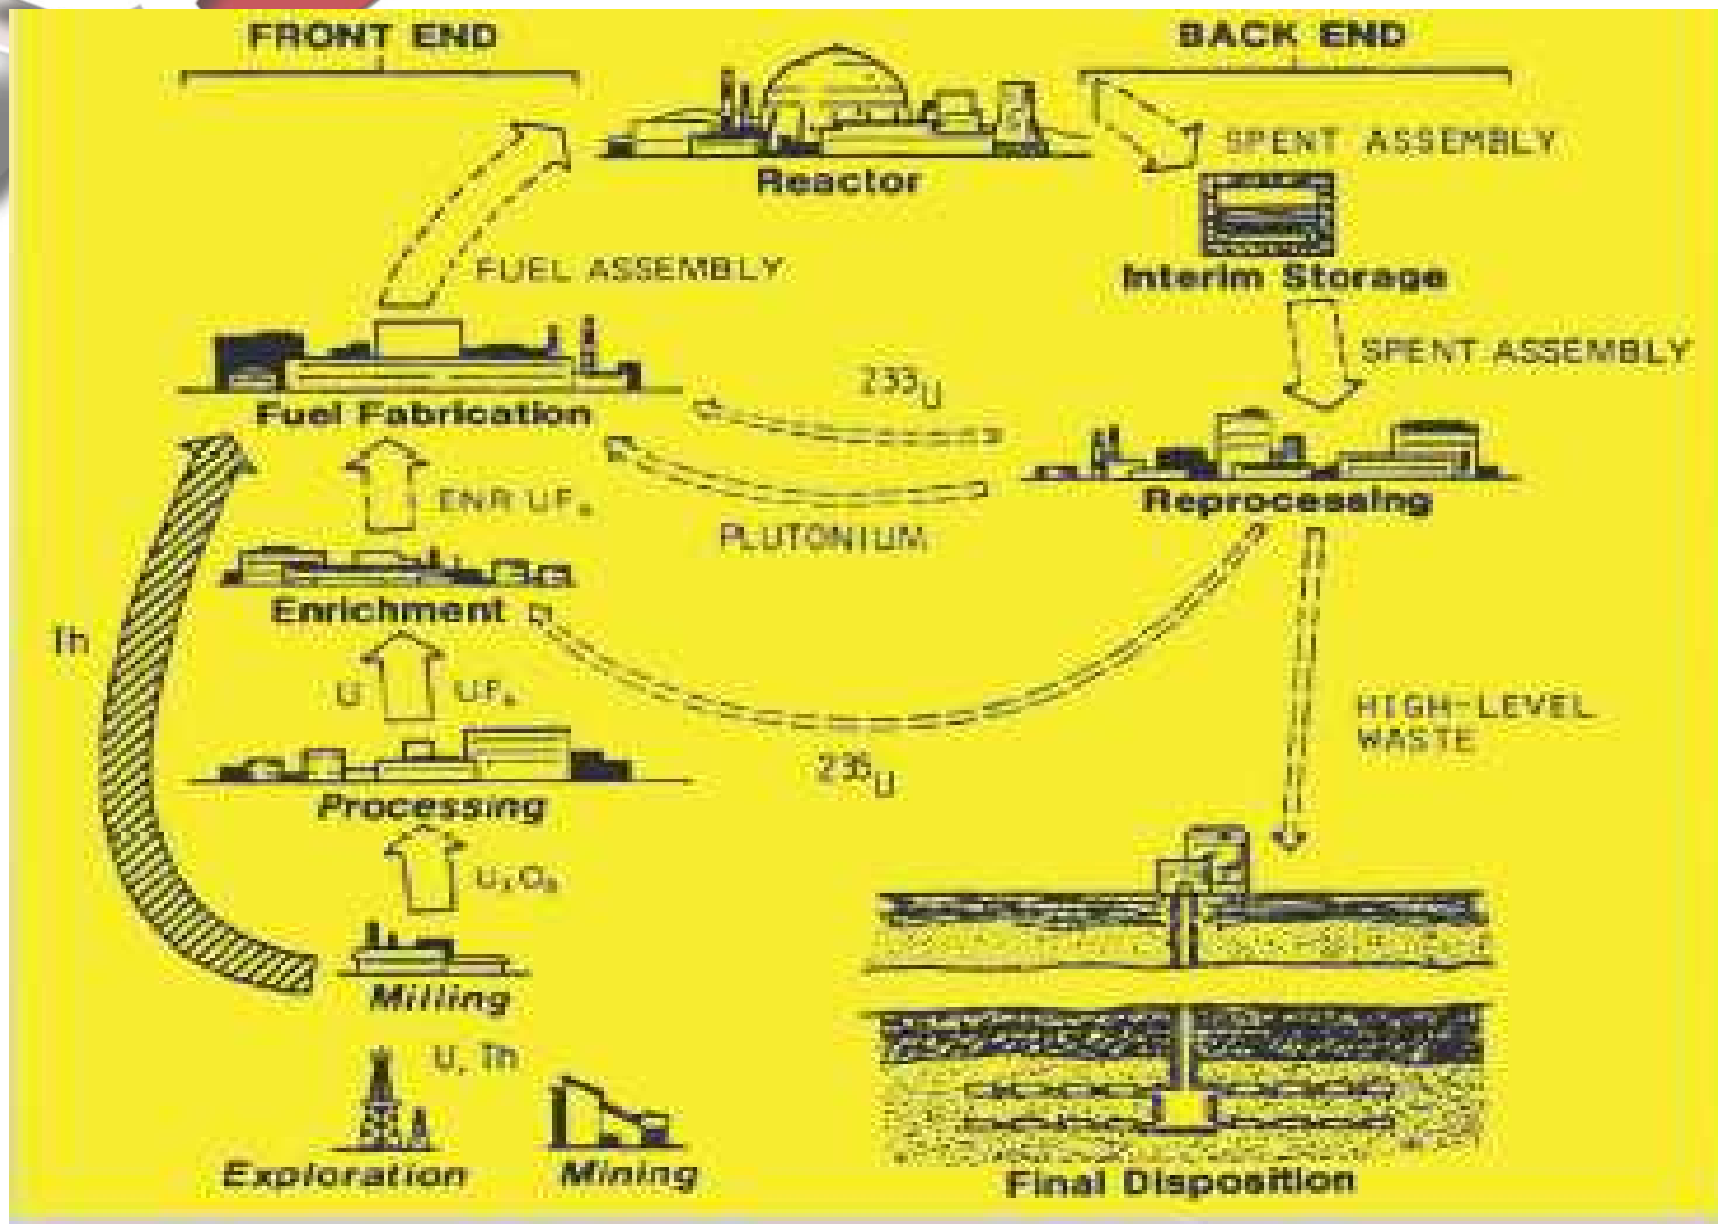 FRONT END
BACK END
SPENT ASSEMBLY
Reactor
FUEL ASSEMBLY
Interim Storage
SPENT ASSEMBLY
233U
Fuel Fabrication
ENR UF₆
PLUTONIUM
Reprocessing
Enrichment
Th
U
UF₆
HIGH-LEVEL
WASTE
235U
Processing
U₃O₈
Milling
U, Th
Exploration
Mining
Final Disposition